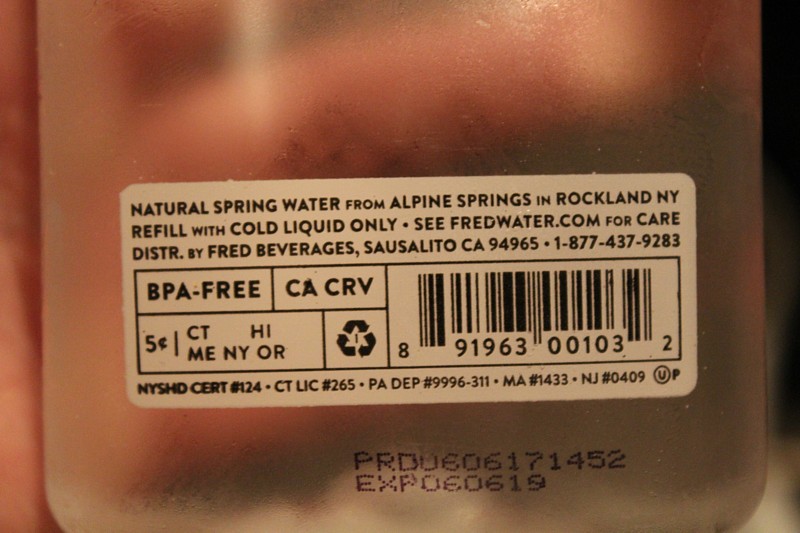 NATURAL SPRING WATER FROM ALPINE SPRINGS IN ROCKLAND NY
REFILL WITH COLD LIQUID ONLY • SEE FREDWATER.COM FOR CARE
DISTR. BY FRED BEVERAGES, SAUSALITO CA 94965 • 1-877-437-9283
BPA-FREE
CA CRV
5¢ | CT HI
ME NY OR
1
8 91963 00103 2
NYSHD CERT #124 • CT LIC #265 • PA DEP #9996-311 • MA #1433 • NJ #0409 ⓊP
PRD0606171452
EXP060619